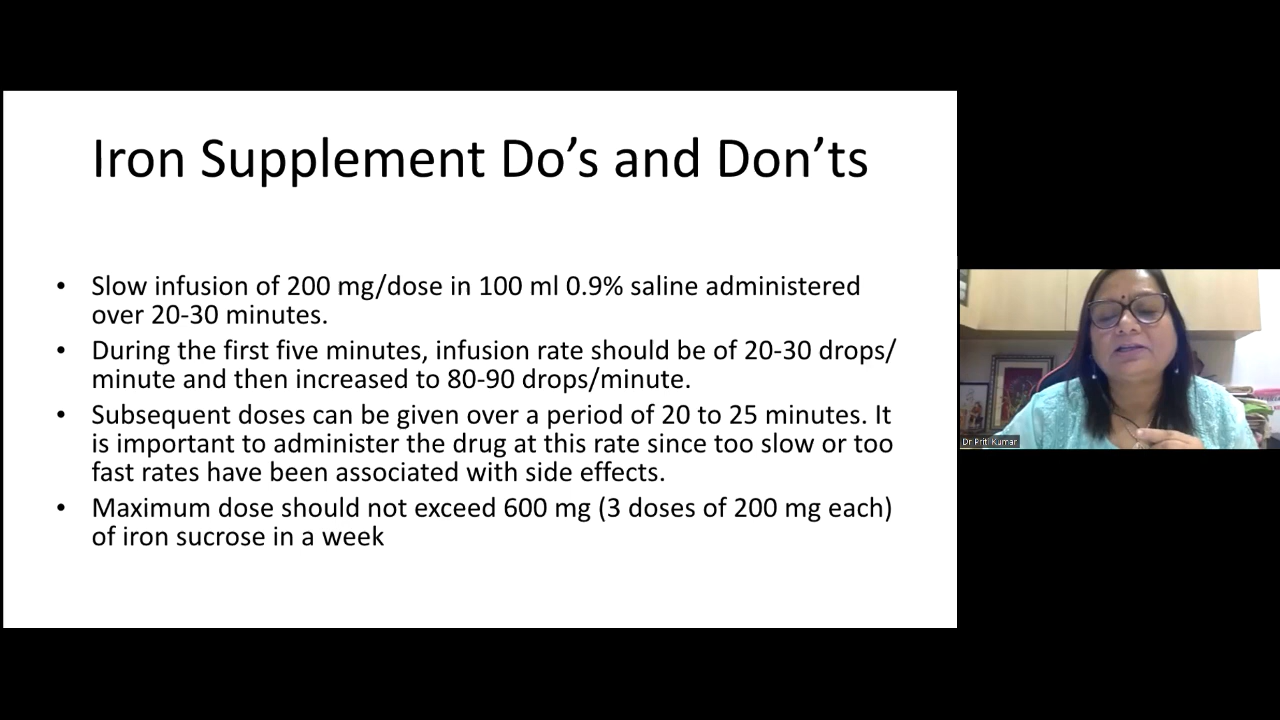 Iron Supplement Do’s and Don’ts
• Slow infusion of 200 mg/dose in 100 ml 0.9% saline administered
over 20-30 minutes.
• During the first five minutes, infusion rate should be of 20-30 drops/
minute and then increased to 80-90 drops/minute.
• Subsequent doses can be given over a period of 20 to 25 minutes. It
is important to administer the drug at this rate since too slow or too
fast rates have been associated with side effects.
• Maximum dose should not exceed 600 mg (3 doses of 200 mg each)
of iron sucrose in a week
Dr Priti Kumar